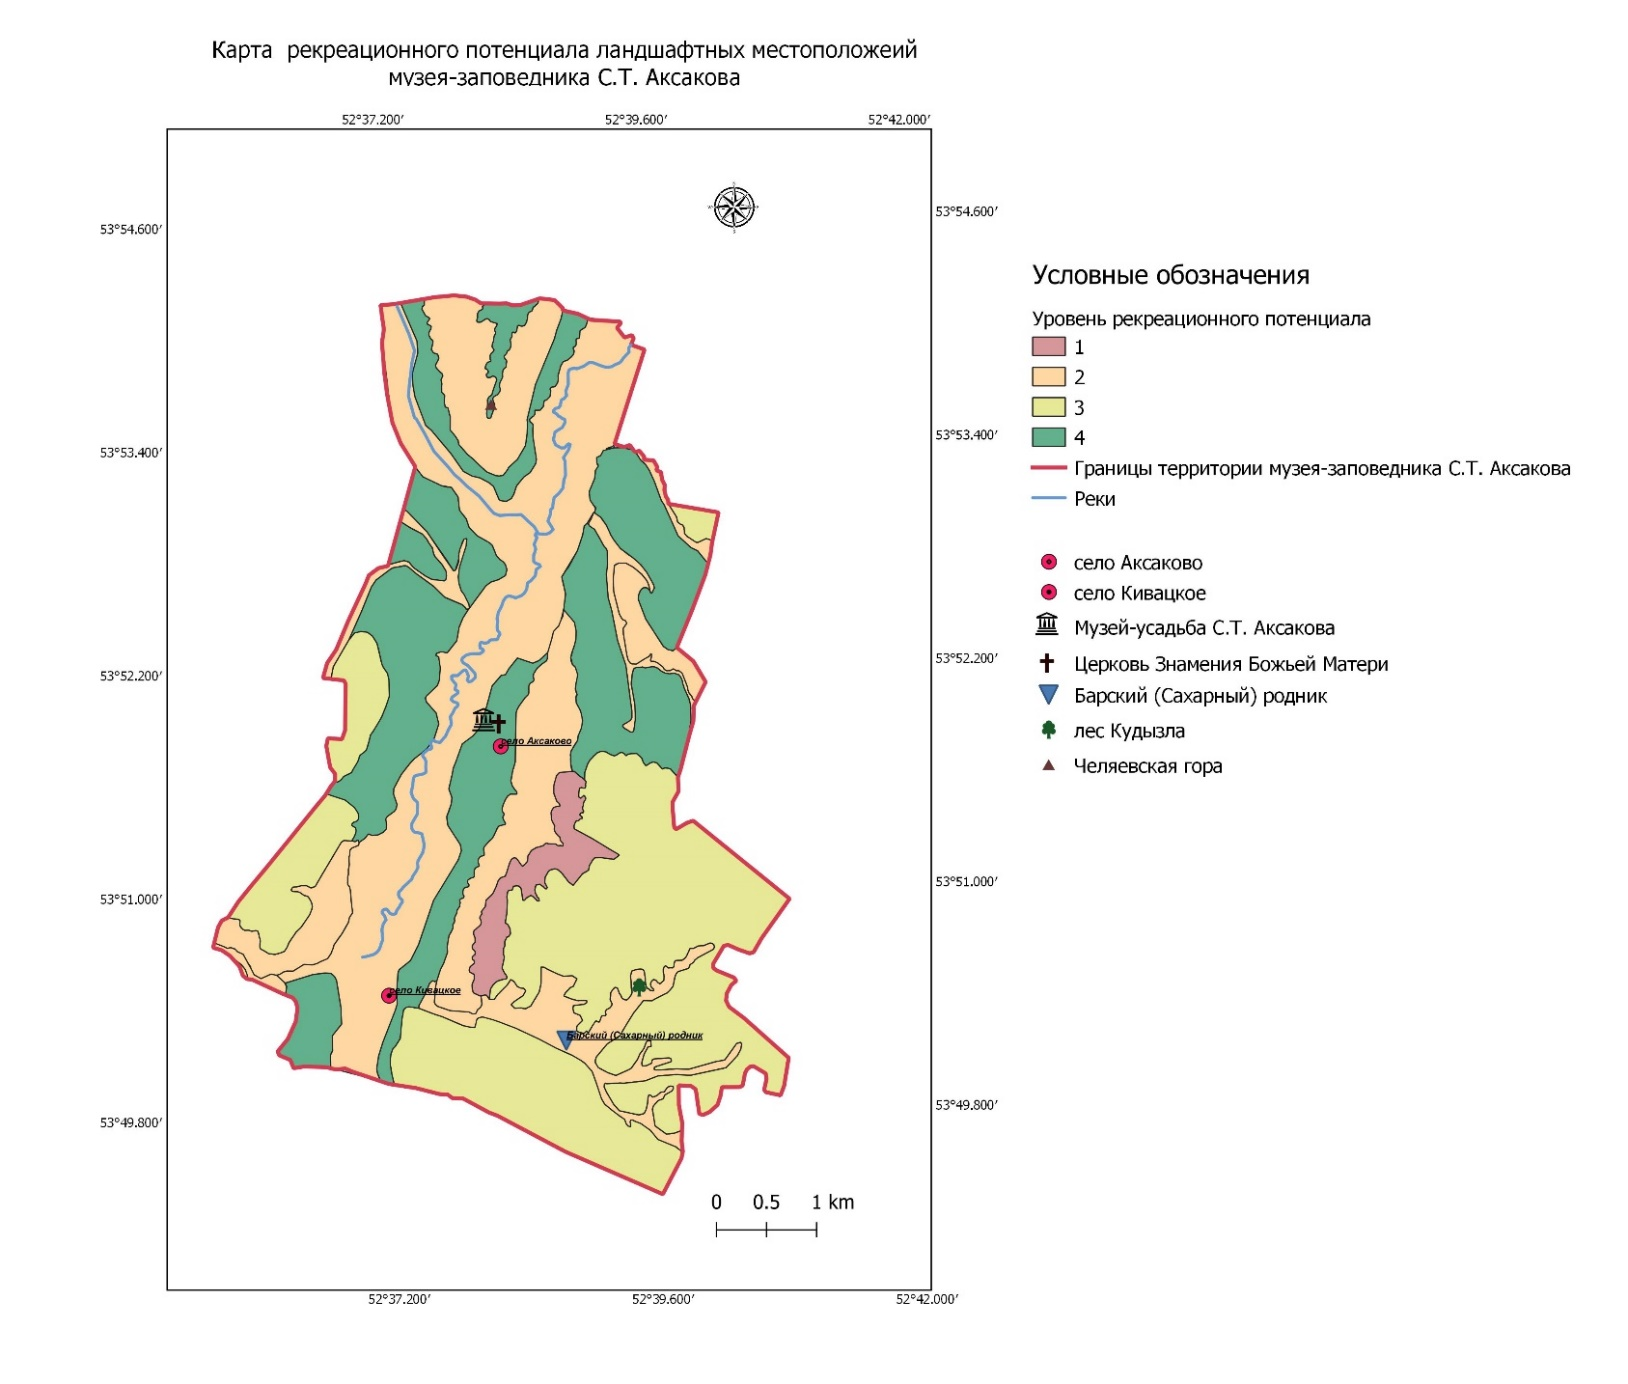 Карта рекреационного потенциала ландшафтных местоположеий
музея-заповедника С.Т. Аксакова
52°37.200′ 52°39.600′ 52°42.000′
53°54.600′ 53°54.600′
53°53.400′ 53°53.400′
53°52.200′ 53°52.200′
53°51.000′ 53°51.000′
53°49.800′ 53°49.800′
село Аксаково
село Кивацкое
Барский (Сахарный) родник
0 0.5 1 km
52°37.200′ 52°39.600′ 52°42.000′
Условные обозначения
Уровень рекреационного потенциала
1
2
3
4
Границы территории музея-заповедника С.Т. Аксакова
Реки
село Аксаково
село Кивацкое
Музей-усадьба С.Т. Аксакова
Церковь Знамения Божьей Матери
Барский (Сахарный) родник
лес Кудызла
Челяевская гора